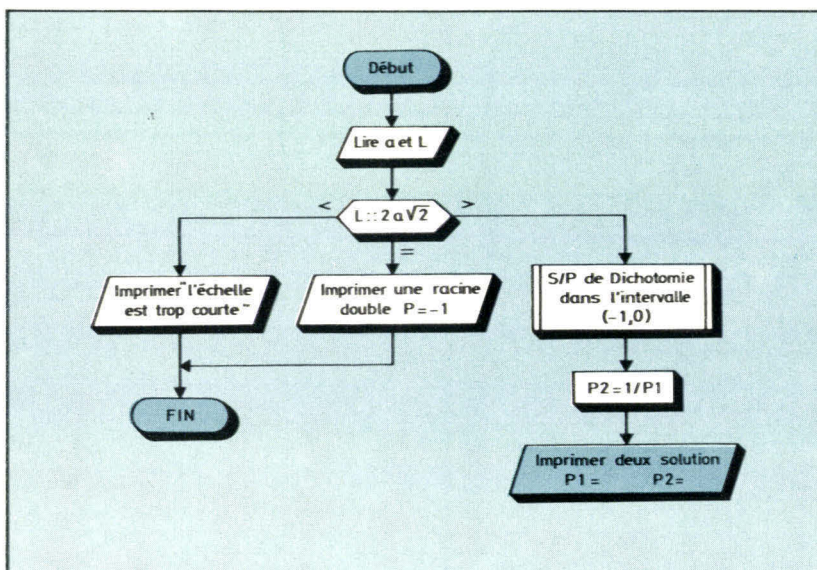 Début
Lire a et L
< L : : 2 a √2 >
=
Imprimer "l'échelle
est trop courte"
Imprimer une racine
double P = -1
S/P de Dichotomie
dans l'intervalle
(-1,0)
FIN
P2 = 1/P1
Imprimer deux solution
P1 = P2 =